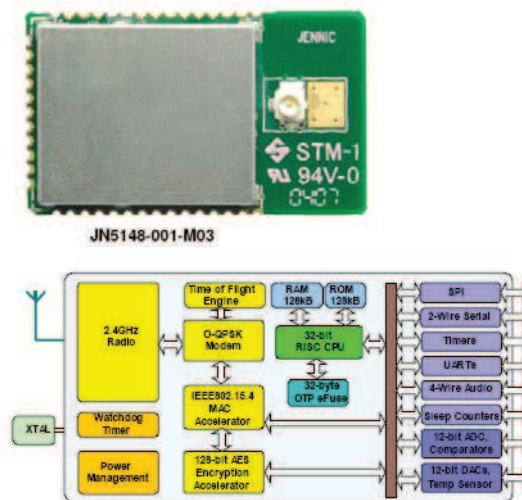 JENNIC
STM-1
94V-0
0407
JN5148-001-M03
Time of Flight
Engine
RAM
128kB
ROM
128kB
SPI
2.4GHz
Radio
O-QPSK
Modem
32-bit
RISC CPU
2-Wire Serial
Timers
UARTs
32-byte
OTP eFuse
IEEE802.15.4
MAC
Accelerator
4-Wire Audio
XTAL
Watchdog
Timer
Sleep Counters
12-bit ADC,
Comparators
Power
Management
128-bit AES
Encryption
Accelerator
12-bit DACs,
Temp Sensor